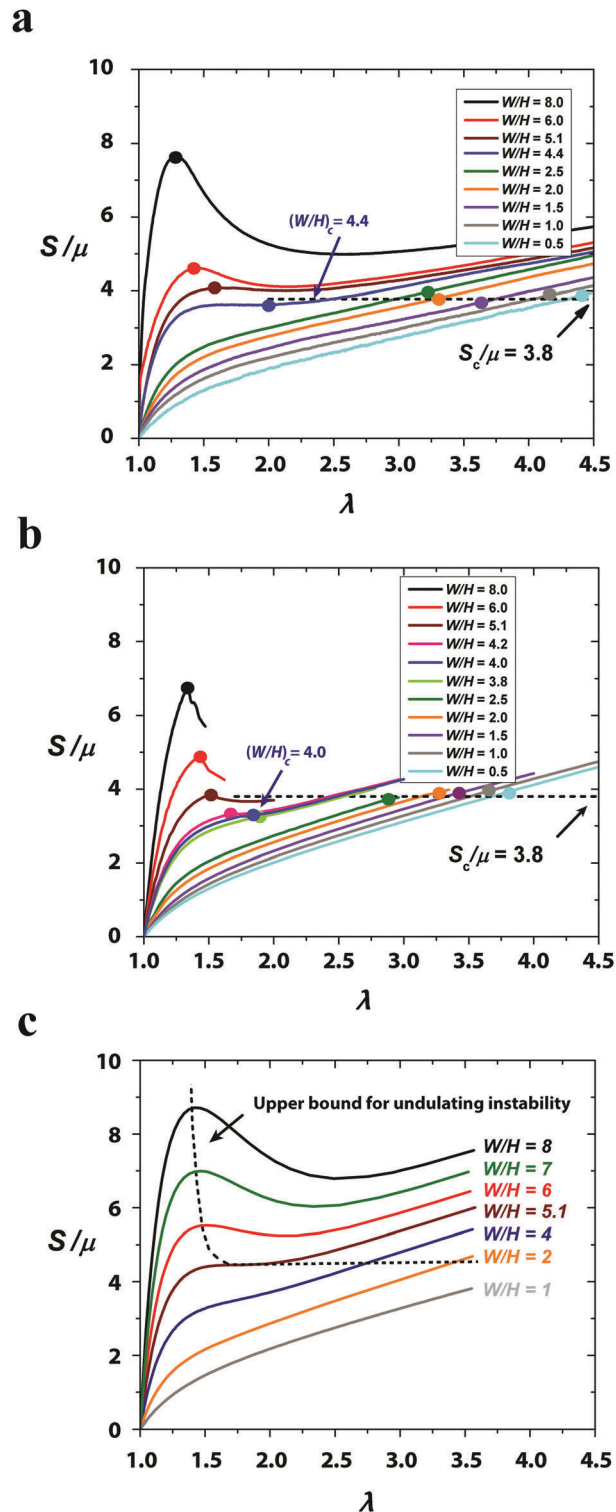 a
10
8
6
4
2
0
S/μ
W/H = 8.0
W/H = 6.0
W/H = 5.1
W/H = 4.4
W/H = 2.5
W/H = 2.0
W/H = 1.5
W/H = 1.0
W/H = 0.5
(W/H)c = 4.4
Sc/μ = 3.8
1.0 1.5 2.0 2.5 3.0 3.5 4.0 4.5
λ
b
10
8
6
4
2
0
S/μ
W/H = 8.0
W/H = 6.0
W/H = 5.1
W/H = 4.2
W/H = 4.0
W/H = 3.8
W/H = 2.5
W/H = 2.0
W/H = 1.5
W/H = 1.0
W/H = 0.5
(W/H)c = 4.0
Sc/μ = 3.8
1.0 1.5 2.0 2.5 3.0 3.5 4.0 4.5
λ
c
10
8
6
4
2
0
S/μ
Upper bound for undulating instability
W/H = 8
W/H = 7
W/H = 6
W/H = 5.1
W/H = 4
W/H = 2
W/H = 1
1.0 1.5 2.0 2.5 3.0 3.5 4.0 4.5
λ